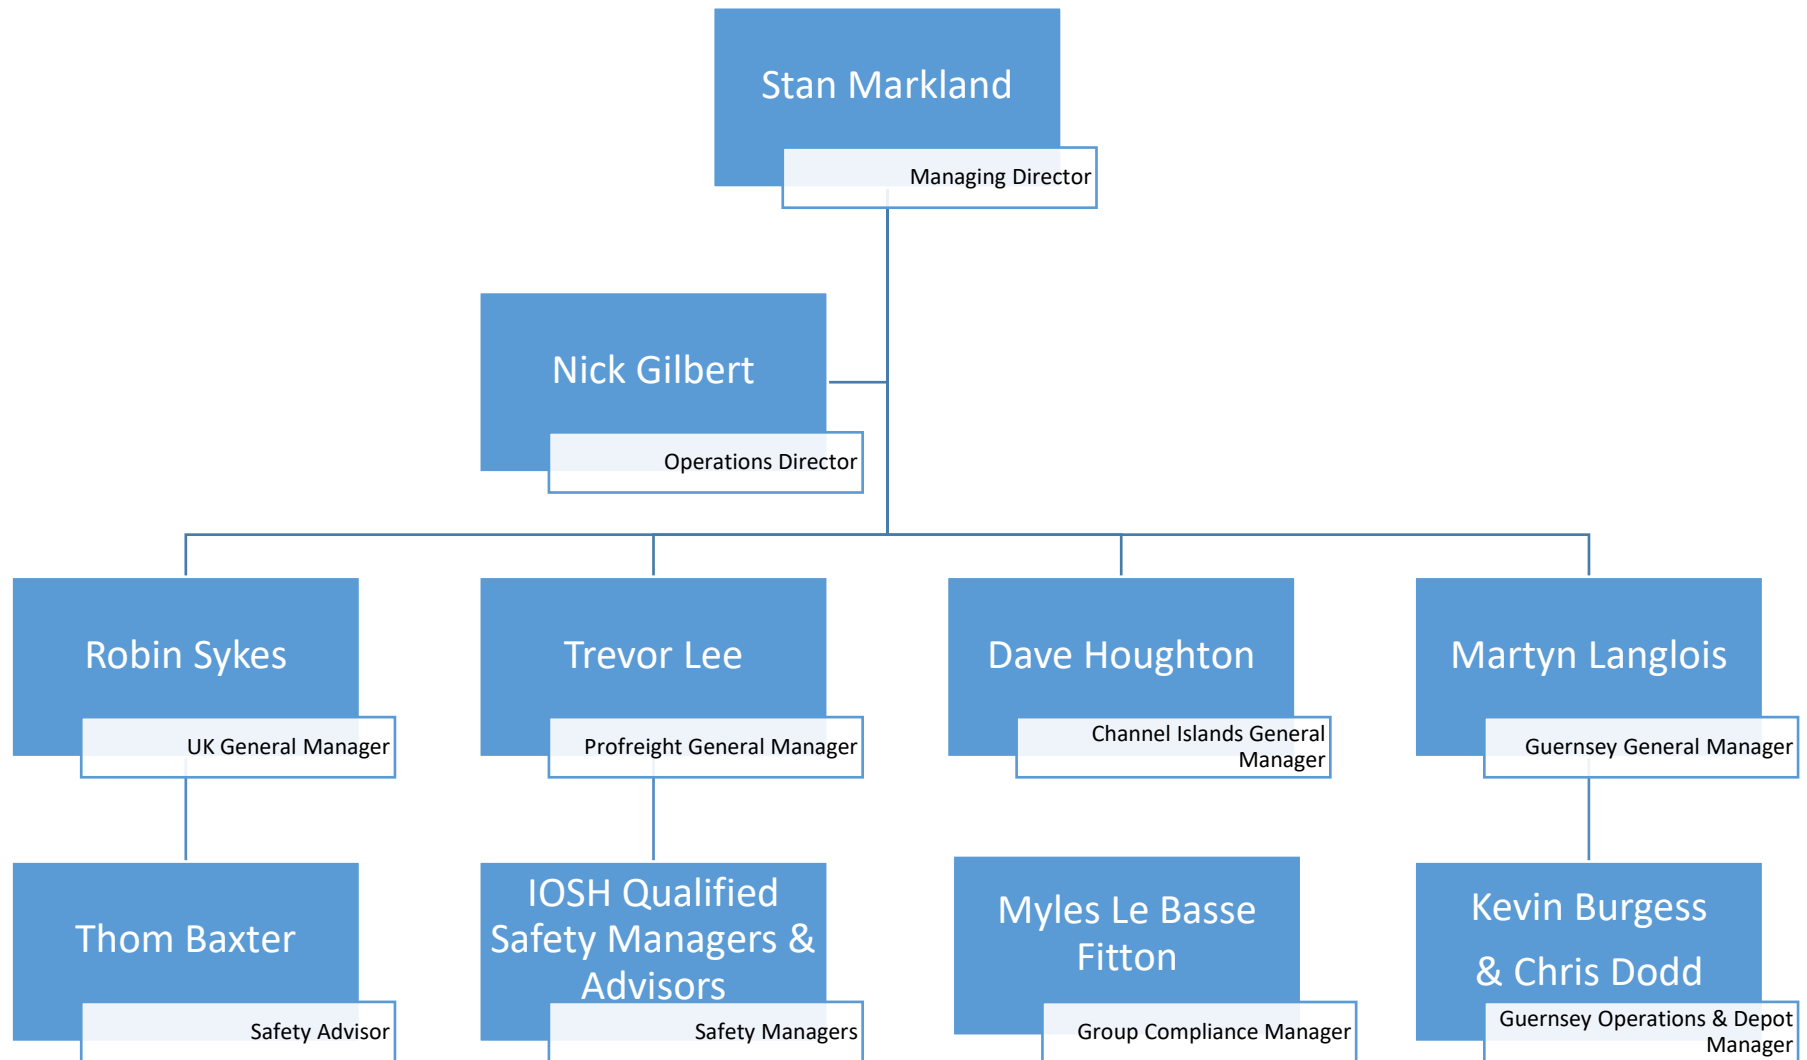 Stan Markland
Managing Director
Nick Gilbert
Operations Director
Robin Sykes
UK General Manager
Trevor Lee
Profreight General Manager
Dave Houghton
Channel Islands General
Manager
Martyn Langlois
Guernsey General Manager
Thom Baxter
Safety Advisor
IOSH Qualified
Safety Managers &
Advisors
Safety Managers
Myles Le Basse
Fitton
Group Compliance Manager
Kevin Burgess
& Chris Dodd
Guernsey Operations & Depot
Manager